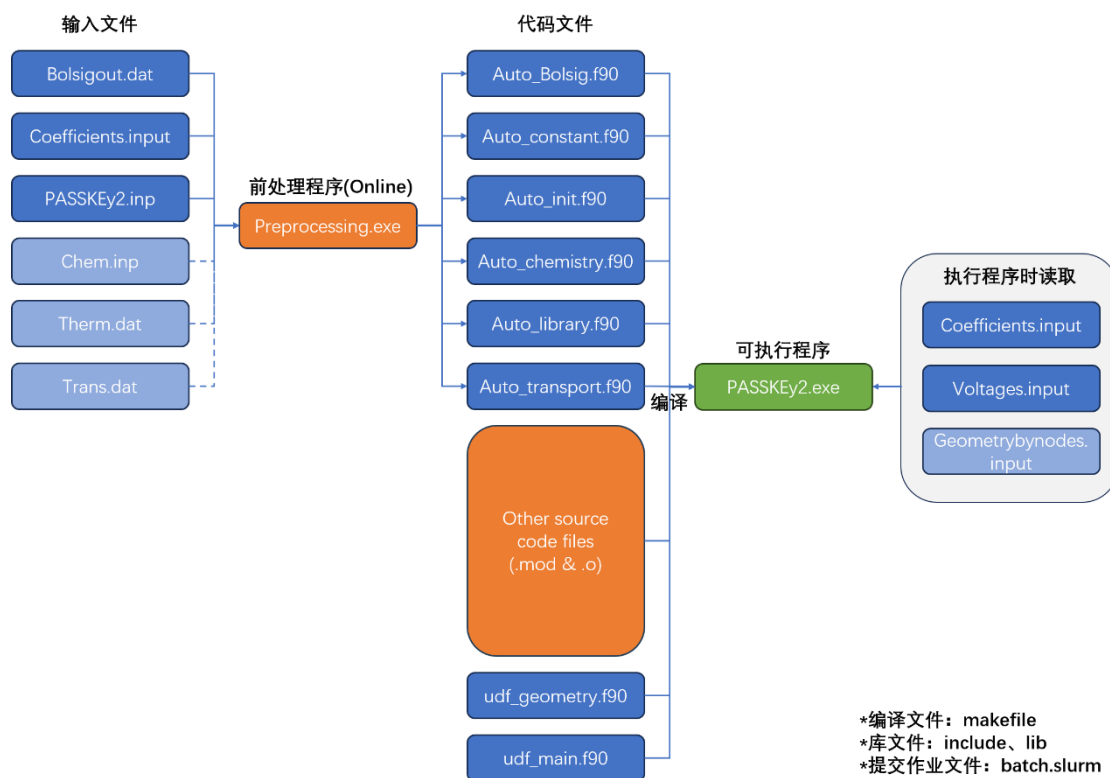 输入文件
Bolsigout.dat
Coefficients.input
PASSKEy2.inp
Chem.inp
Therm.dat
Trans.dat
前处理程序(Online)
Preprocessing.exe
代码文件
Auto_Bolsig.f90
Auto_constant.f90
Auto_init.f90
Auto_chemistry.f90
Auto_library.f90
Auto_transport.f90
Other source
code files
(.mod & .o)
udf_geometry.f90
udf_main.f90
编译
可执行程序
PASSKEy2.exe
执行程序时读取
Coefficients.input
Voltages.input
Geometrybynodes.
input
*编译文件：makefile
*库文件：include、lib
*提交作业文件：batch.slurm